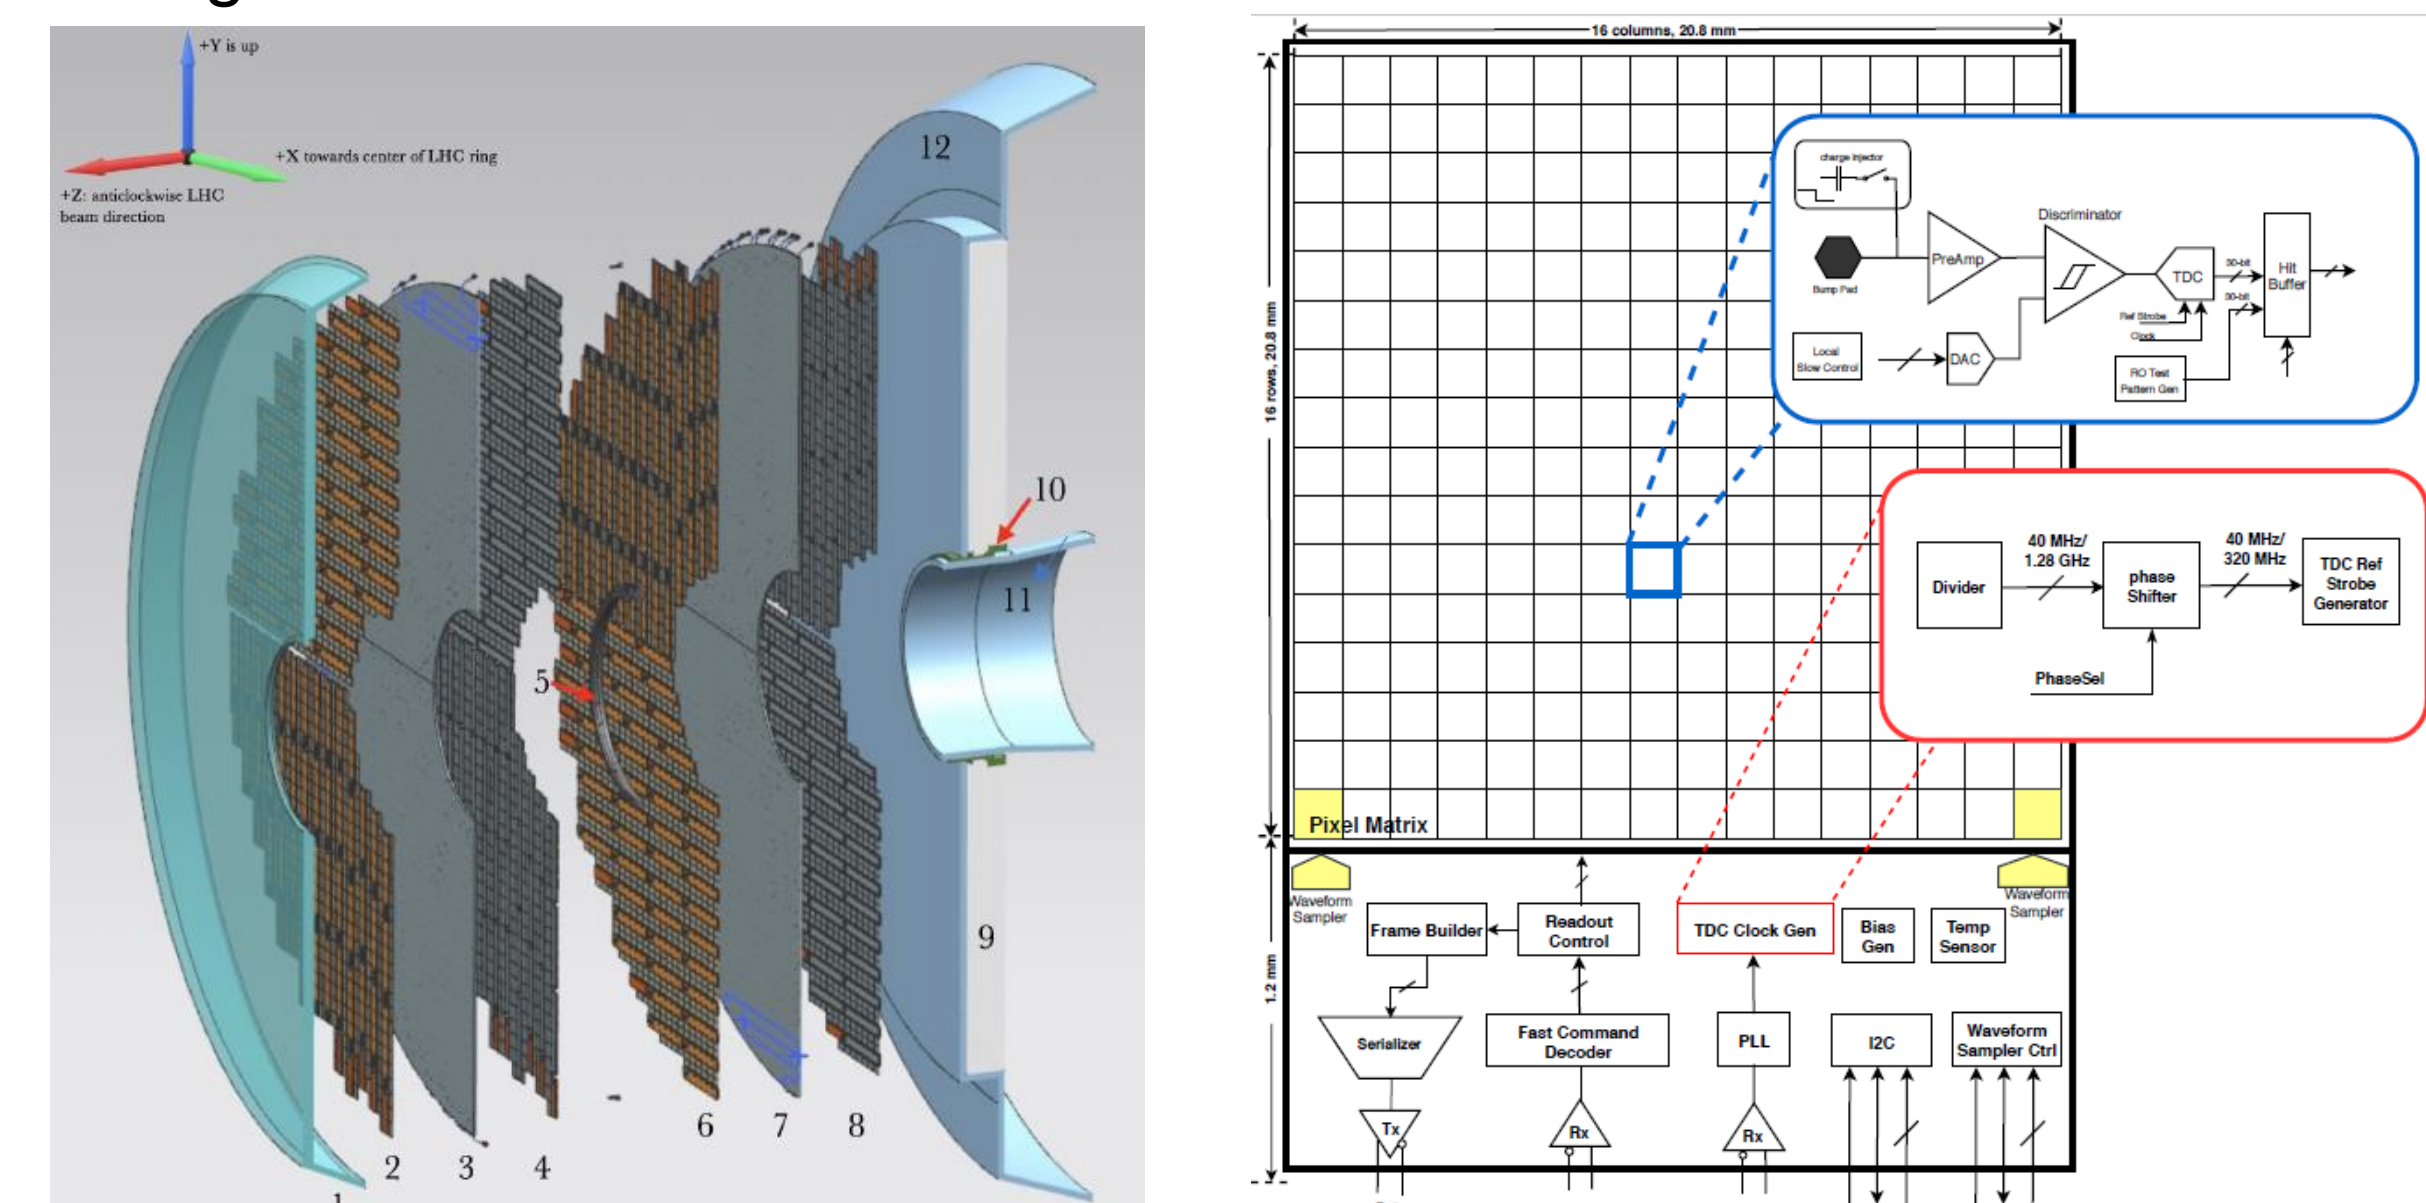 +Y is up
+X towards center of LHC ring
+Z: anticlockwise LHC
beam direction
12
10
11
5
9
6
7
8
2
3
4
1
16 columns, 20.8 mm
16 rows, 20.8 mm
1.2 mm
charge Injector
Bump Pad
PreAmp
Discriminator
TDC
30-bit
30-bit
Hit
Buffer
Ref Strobe
Clock
Local
Slow Control
DAC
RO Test
Pattern Gen
Divider
40 MHz/
1.28 GHz
phase
Shifter
40 MHz/
320 MHz
TDC Ref
Strobe
Generator
PhaseSel
Pixel Matrix
Waveform
Sampler
Waveform
Sampler
Frame Builder
Readout
Control
TDC Clock Gen
Bias
Gen
Temp
Sensor
Serializer
Fast Command
Decoder
PLL
I2C
Waveform
Sampler Ctrl
Tx
Rx
Rx